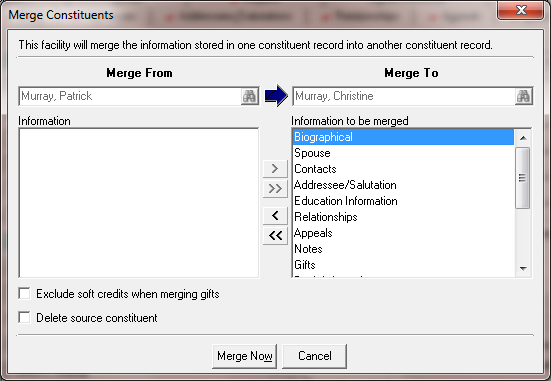 Merge Constituents
This facility will merge the information stored in one constituent record into another constituent record.
Merge From
Merge To
Murray, Patrick
Murray, Christine
Information
Information to be merged
Biographical
Spouse
Contacts
Addressee/Salutation
Education Information
Relationships
Appeals
Notes
Gifts
>
>>
<
<<
Exclude soft credits when merging gifts
Delete source constituent
Merge Now
Cancel